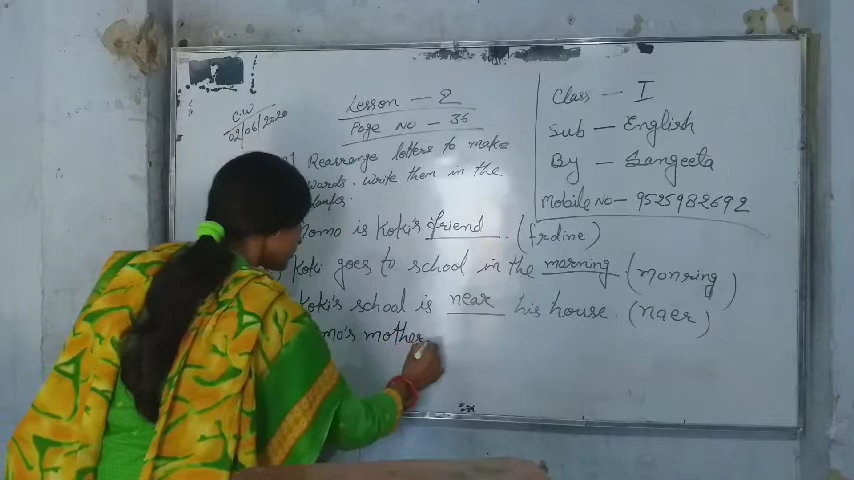 C.W
02/06/2020
Lesson - 2
Page No - 36
Rearrange letters to make
words. write them in the
Momo is Koki's friend. (frdine)
Koki goes to school in the morning. (monring)
Koki's school is near his house. (naer)
mo's mother
Class - I
Sub - English
By - Sangeeta
Mobile No - 9525982692